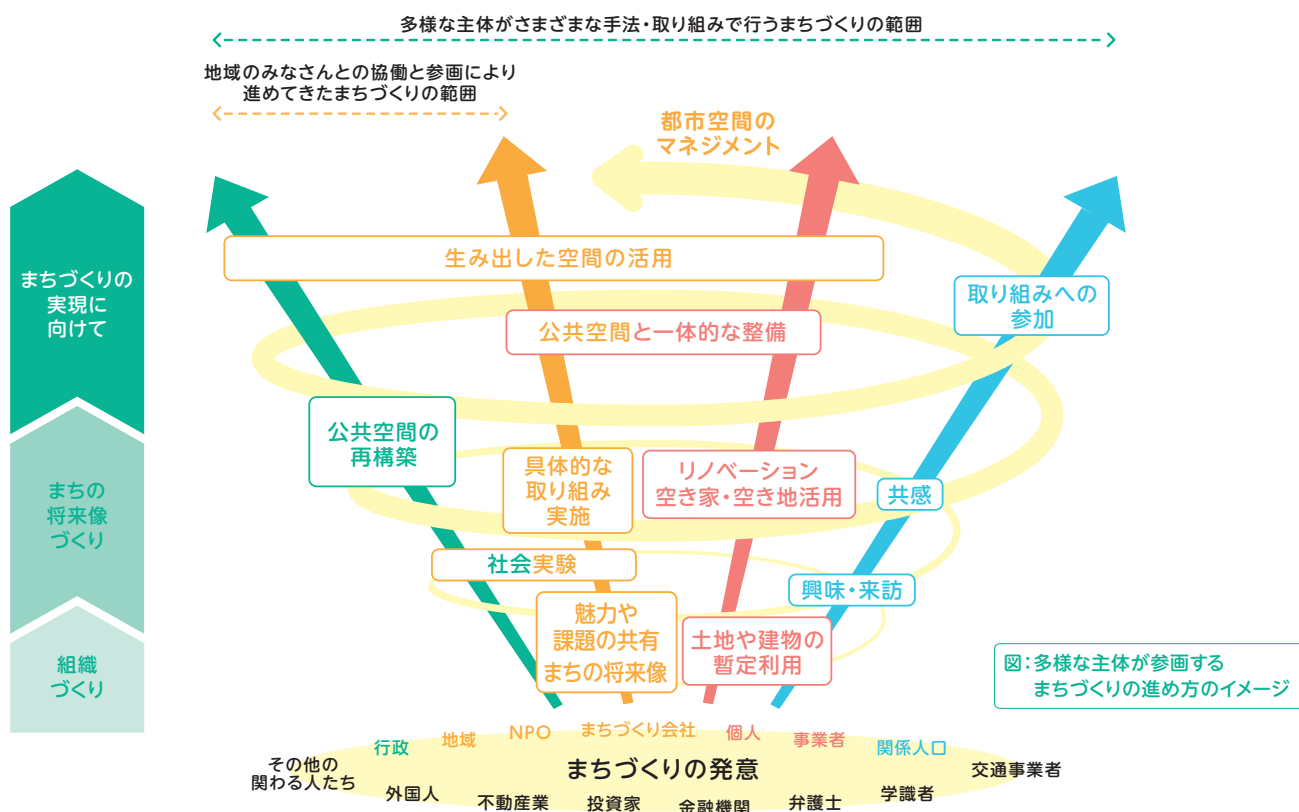 多様な主体がさまざまな手法・取り組みで行うまちづくりの範囲
地域のみなさんとの協働と参画により
進めてきたまちづくりの範囲
都市空間の
マネジメント
まちづくりの
実現に
向けて
まちの
将来像
づくり
組織
づくり
生み出した空間の活用
取り組みへの
参加
公共空間と一体的な整備
公共空間の
再構築
具体的な
取り組み
実施
リノベーション
空き家・空き地活用
共感
社会実験
興味・来訪
魅力や
課題の共有
まちの将来像
土地や建物の
暫定利用
図：多様な主体が参画する
まちづくりの進め方のイメージ
行政
地域
NPO
まちづくり会社
個人
事業者
関係人口
その他の
関わる人たち
まちづくりの発意
交通事業者
外国人
不動産業
投資家
金融機関
弁護士
学識者